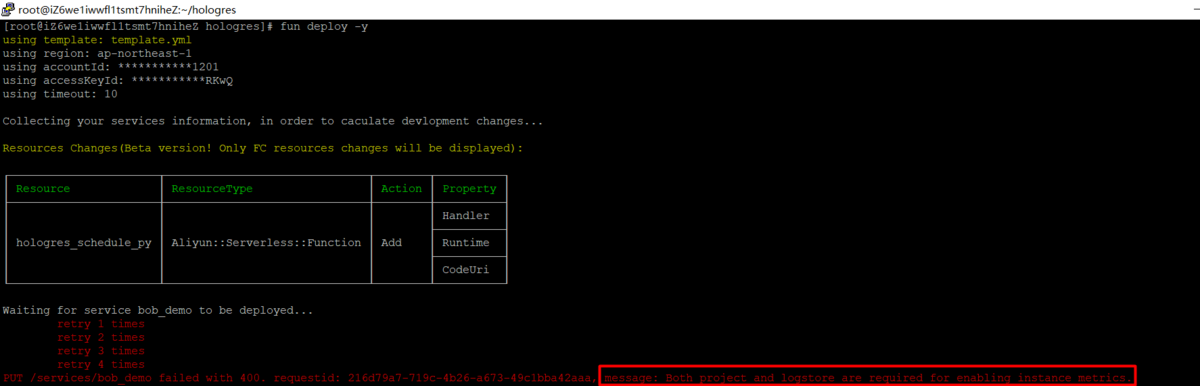 root@iZ6we1iwwfl1tsmt7hniheZ:~/hologres
[root@iZ6we1iwwfl1tsmt7hniheZ hologres]# fun deploy -y
using template: template.yml
using region: ap-northeast-1
using accountId: ***********1201
using accessKeyId: ***********RKwQ
using timeout: 10
Collecting your services information, in order to caculate devlopment changes...
Resources Changes(Beta version! Only FC resources changes will be displayed):
Resource ResourceType Action Property
Handler
hologres_schedule_py Aliyun::Serverless::Function Add Runtime
CodeUri
Waiting for service bob_demo to be deployed...
retry 1 times
retry 2 times
retry 3 times
retry 4 times
PUT /services/bob_demo failed with 400. requestid: 216d79a7-719c-4b26-a673-49c1bba42aaa, message: Both project and logstore are required for enabling instance metrics.